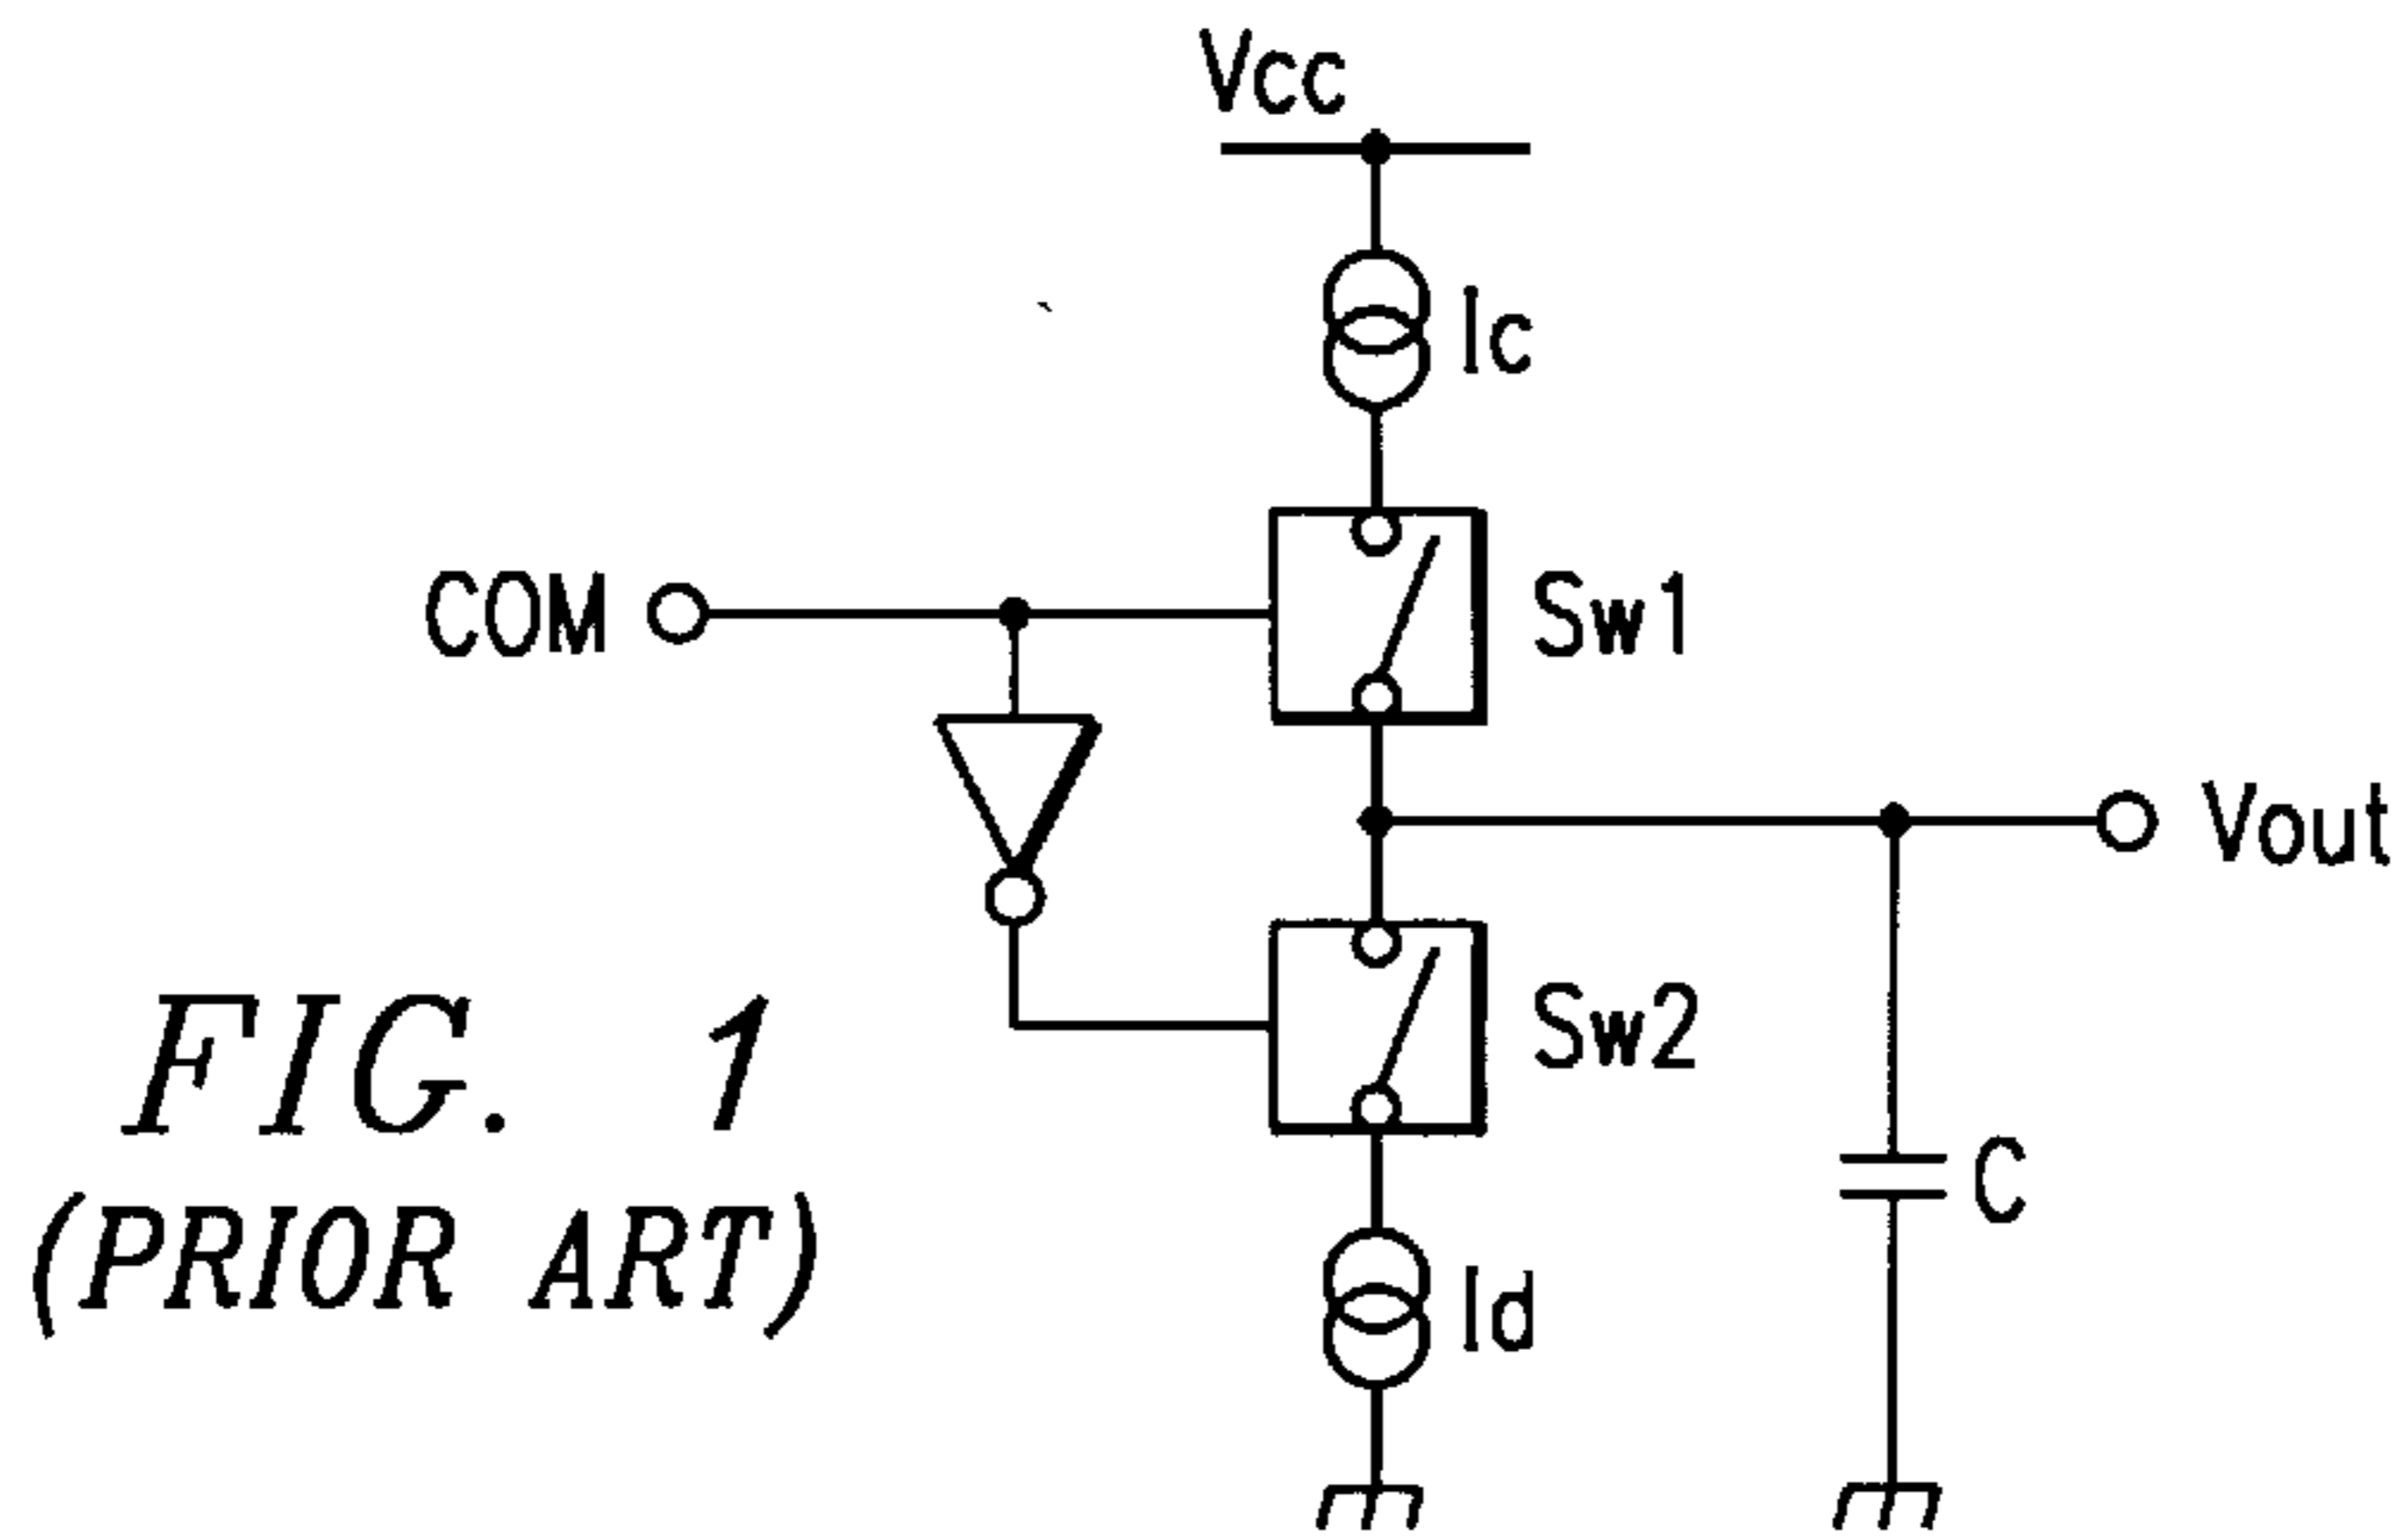 Vcc
Ic
COM
Sw1
Vout
Sw2
C
Id
FIG. 1
(PRIOR ART)